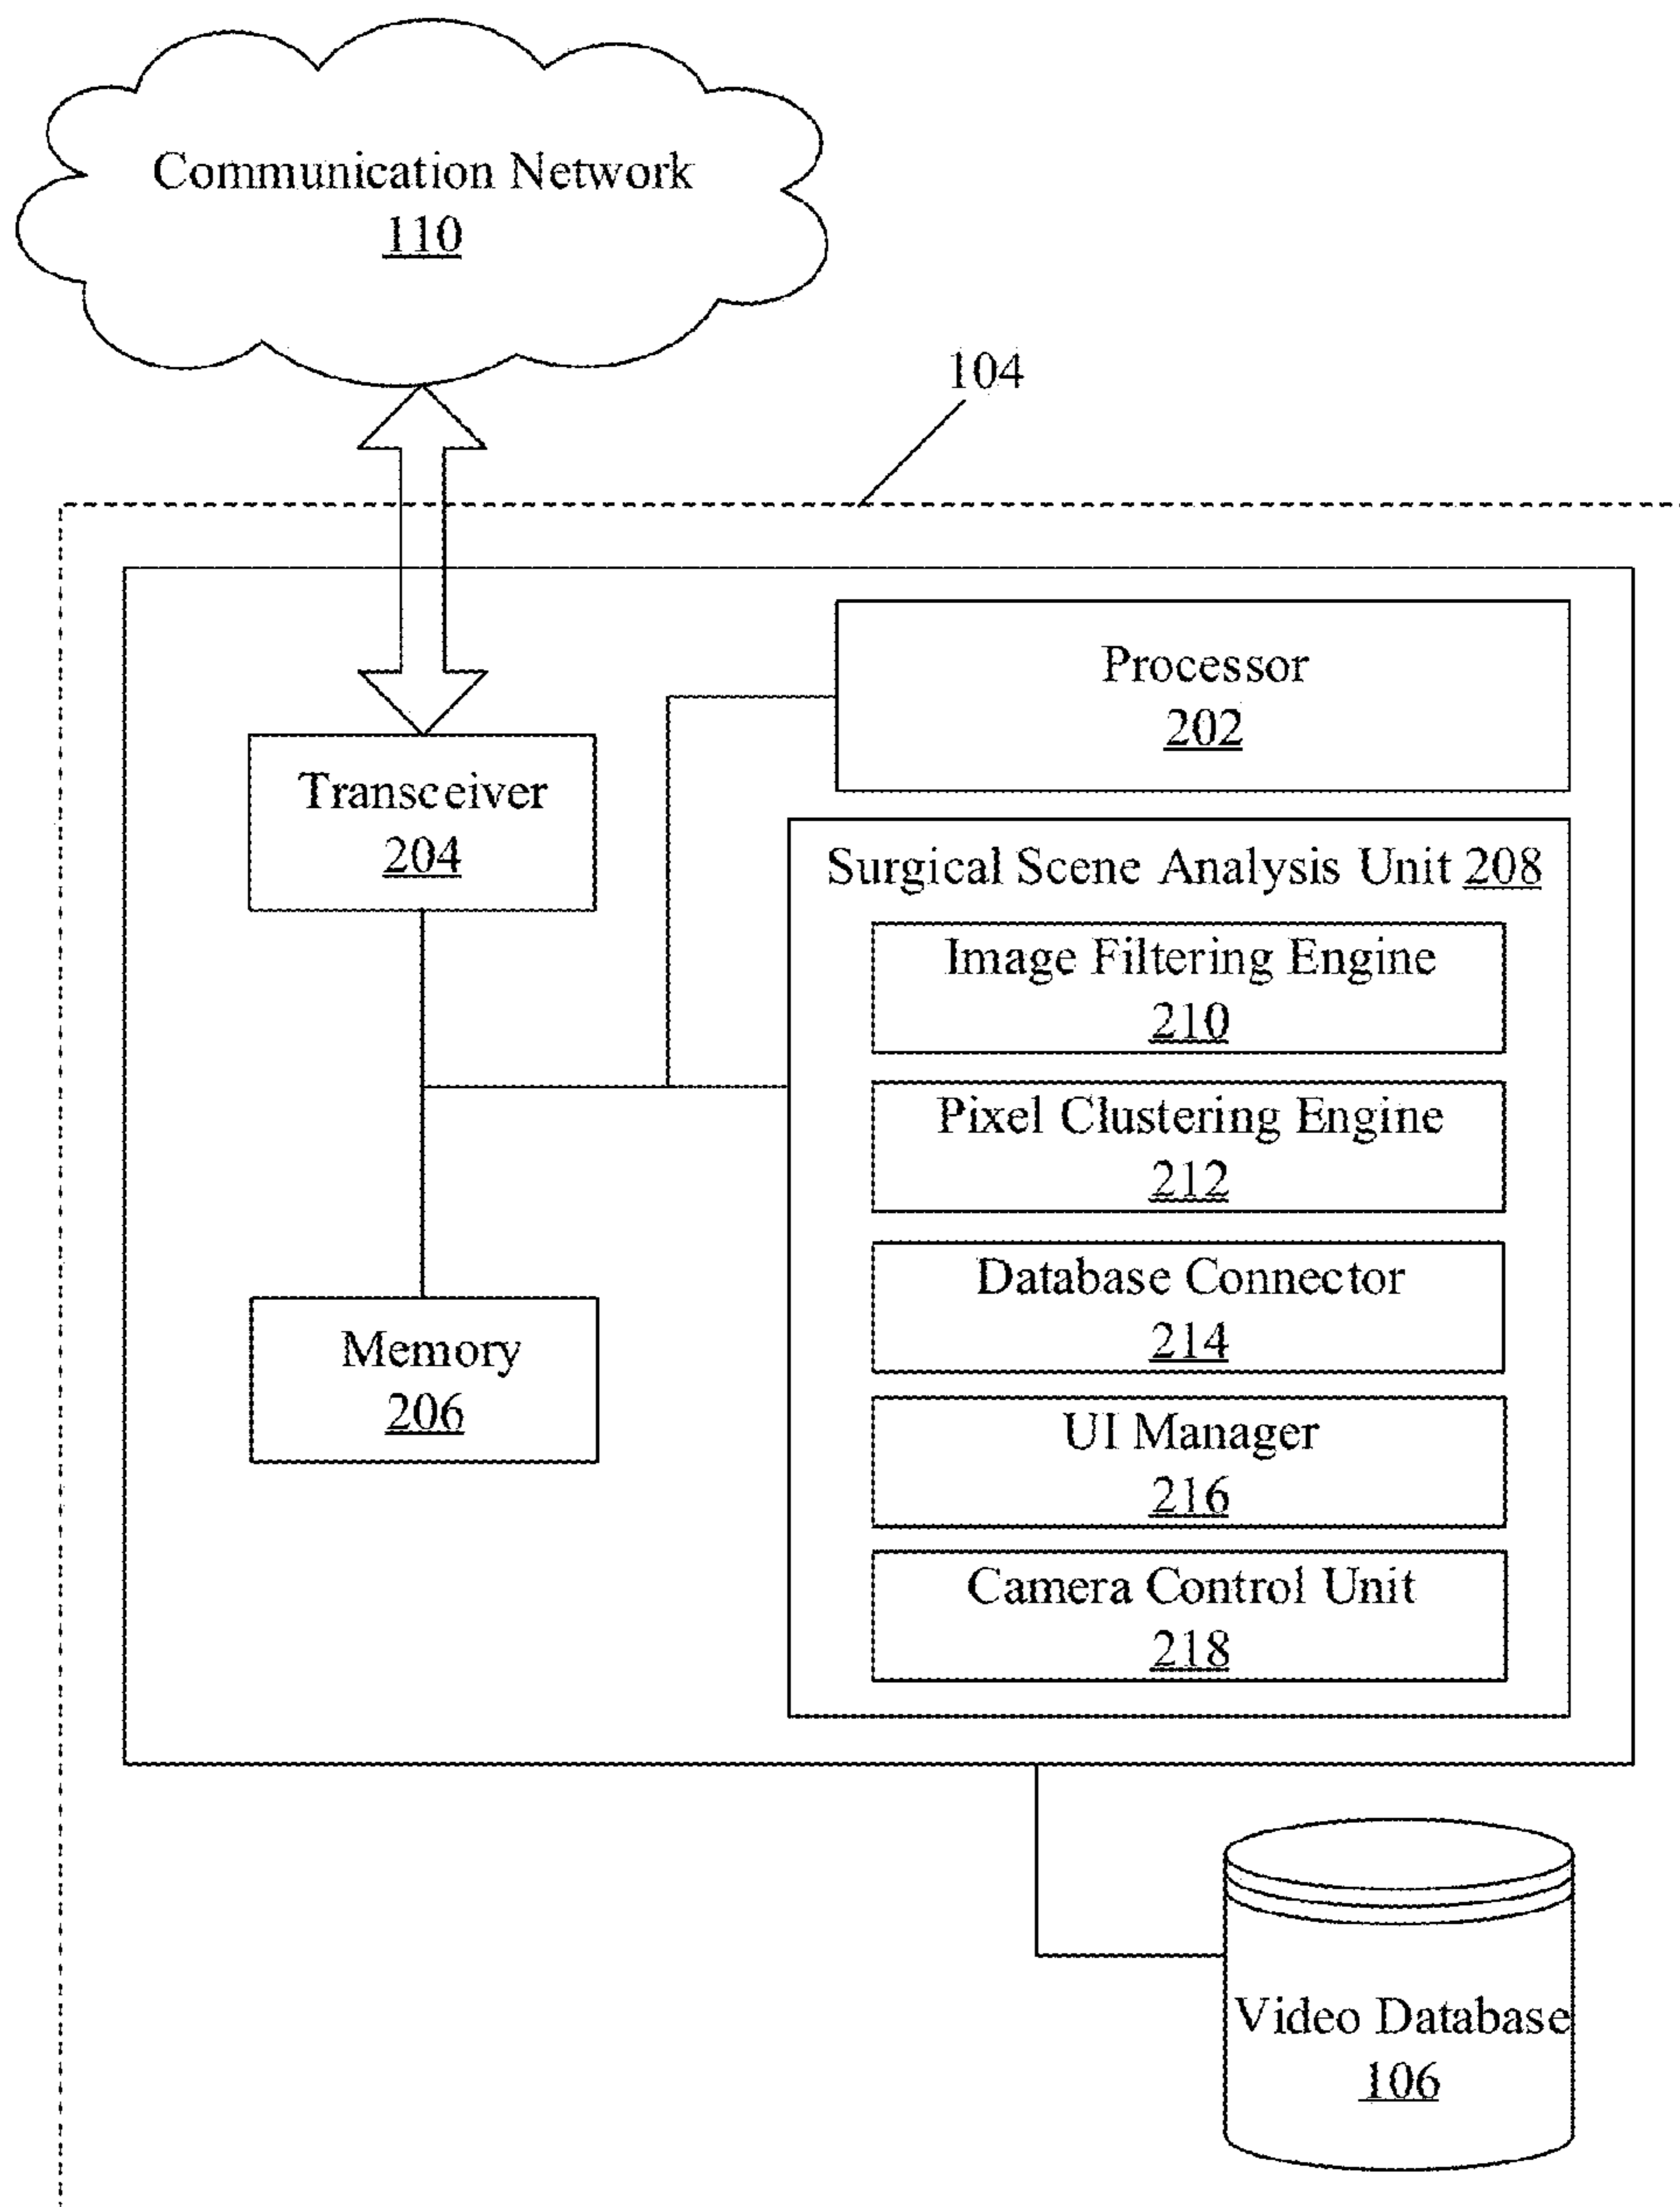 Communication Network
110
104
Processor
202
Transceiver
204
Surgical Scene Analysis Unit 208
Image Filtering Engine
210
Pixel Clustering Engine
212
Database Connector
214
Memory
206
UI Manager
216
Camera Control Unit
218
Video Database
106